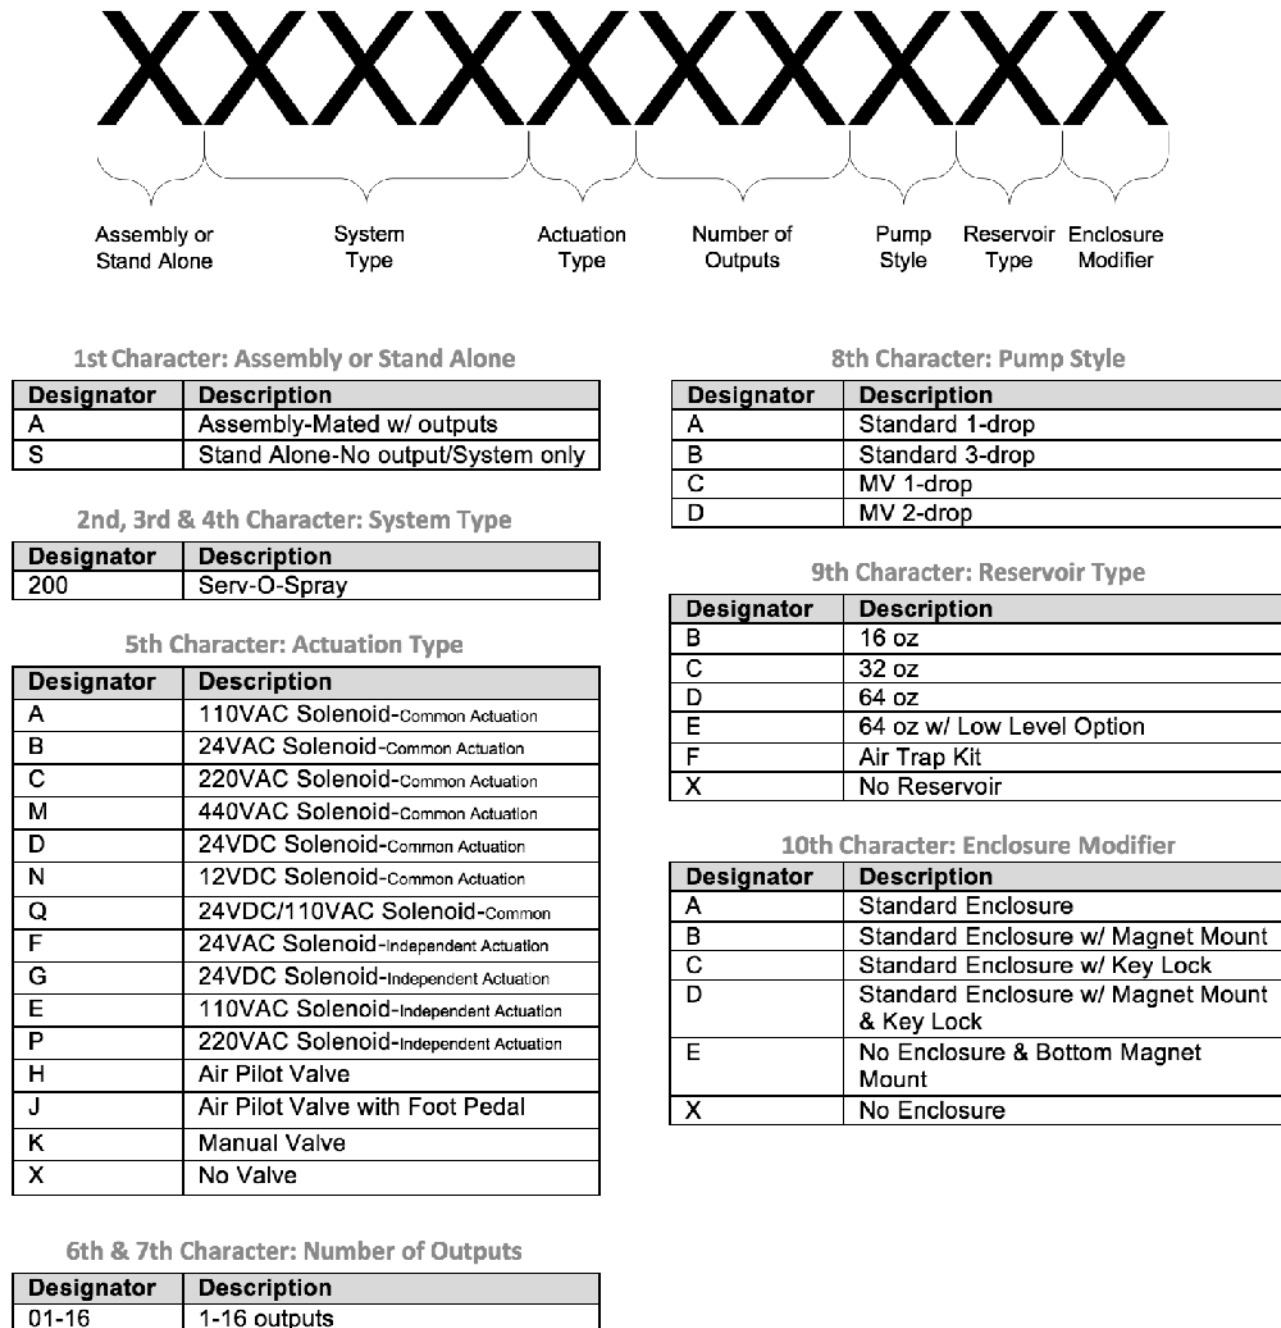 XXXXXXXXXX
Assembly or Stand Alone
System Type
Actuation Type
Number of Outputs
Pump Style
Reservoir Type
Enclosure Modifier
1st Character: Assembly or Stand Alone
Designator Description
A Assembly-Mated w/ outputs
S Stand Alone-No output/System only
2nd, 3rd & 4th Character: System Type
Designator Description
200 Serv-O-Spray
5th Character: Actuation Type
Designator Description
A 110VAC Solenoid-Common Actuation
B 24VAC Solenoid-Common Actuation
C 220VAC Solenoid-Common Actuation
M 440VAC Solenoid-Common Actuation
D 24VDC Solenoid-Common Actuation
N 12VDC Solenoid-Common Actuation
Q 24VDC/110VAC Solenoid-Common
F 24VAC Solenoid-Independent Actuation
G 24VDC Solenoid-Independent Actuation
E 110VAC Solenoid-Independent Actuation
P 220VAC Solenoid-Independent Actuation
H Air Pilot Valve
J Air Pilot Valve with Foot Pedal
K Manual Valve
X No Valve
6th & 7th Character: Number of Outputs
Designator Description
01-16 1-16 outputs
8th Character: Pump Style
Designator Description
A Standard 1-drop
B Standard 3-drop
C MV 1-drop
D MV 2-drop
9th Character: Reservoir Type
Designator Description
B 16 oz
C 32 oz
D 64 oz
E 64 oz w/ Low Level Option
F Air Trap Kit
X No Reservoir
10th Character: Enclosure Modifier
Designator Description
A Standard Enclosure
B Standard Enclosure w/ Magnet Mount
C Standard Enclosure w/ Key Lock
D Standard Enclosure w/ Magnet Mount
& Key Lock
E No Enclosure & Bottom Magnet
Mount
X No Enclosure